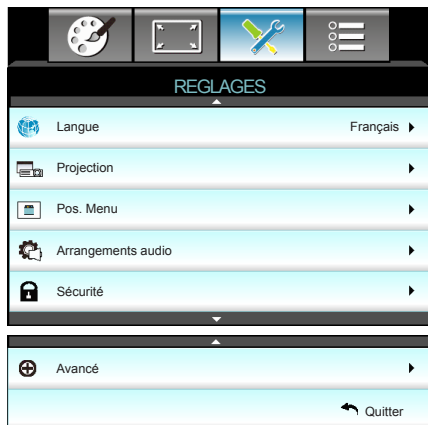 REGLAGES
Langue Français
Projection
Pos. Menu
Arrangements audio
Sécurité
Avancé
Quitter